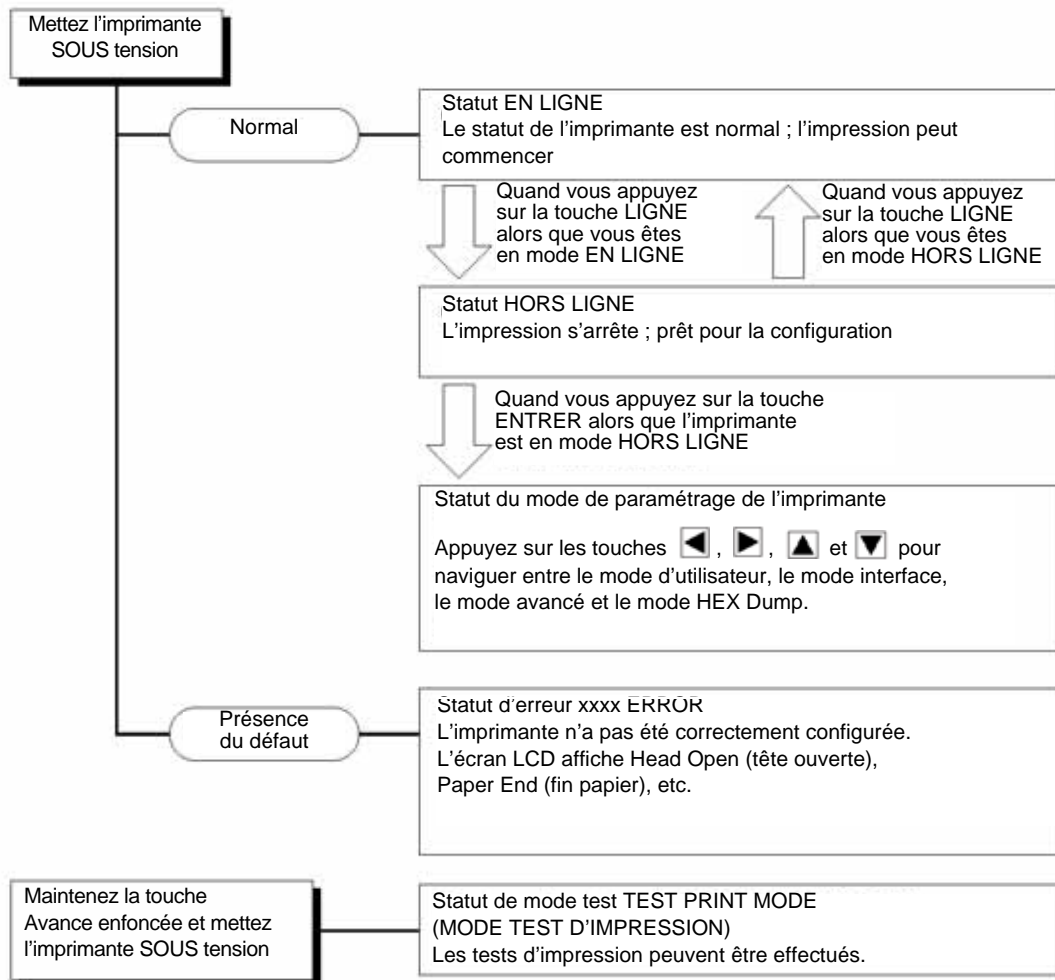 Mettez l'imprimante
SOUS tension
Normal
Statut EN LIGNE
Le statut de l'imprimante est normal ; l'impression peut
commencer
Quand vous appuyez
sur la touche LIGNE
alors que vous êtes
en mode EN LIGNE
Quand vous appuyez
sur la touche LIGNE
alors que vous êtes
en mode HORS LIGNE
Statut HORS LIGNE
L'impression s'arrête ; prêt pour la configuration
Quand vous appuyez sur la touche
ENTRER alors que l'imprimante
est en mode HORS LIGNE
Statut du mode de paramétrage de l'imprimante
Appuyez sur les touches ◀ , ▶ , ▲ et ▼ pour
naviguer entre le mode d'utilisateur, le mode interface,
le mode avancé et le mode HEX Dump.
Présence
du défaut
Statut d'erreur xxxx ERROR
L'imprimante n'a pas été correctement configurée.
L'écran LCD affiche Head Open (tête ouverte),
Paper End (fin papier), etc.
Maintenez la touche
Avance enfoncée et mettez
l'imprimante SOUS tension
Statut de mode test TEST PRINT MODE
(MODE TEST D'IMPRESSION)
Les tests d'impression peuvent être effectués.